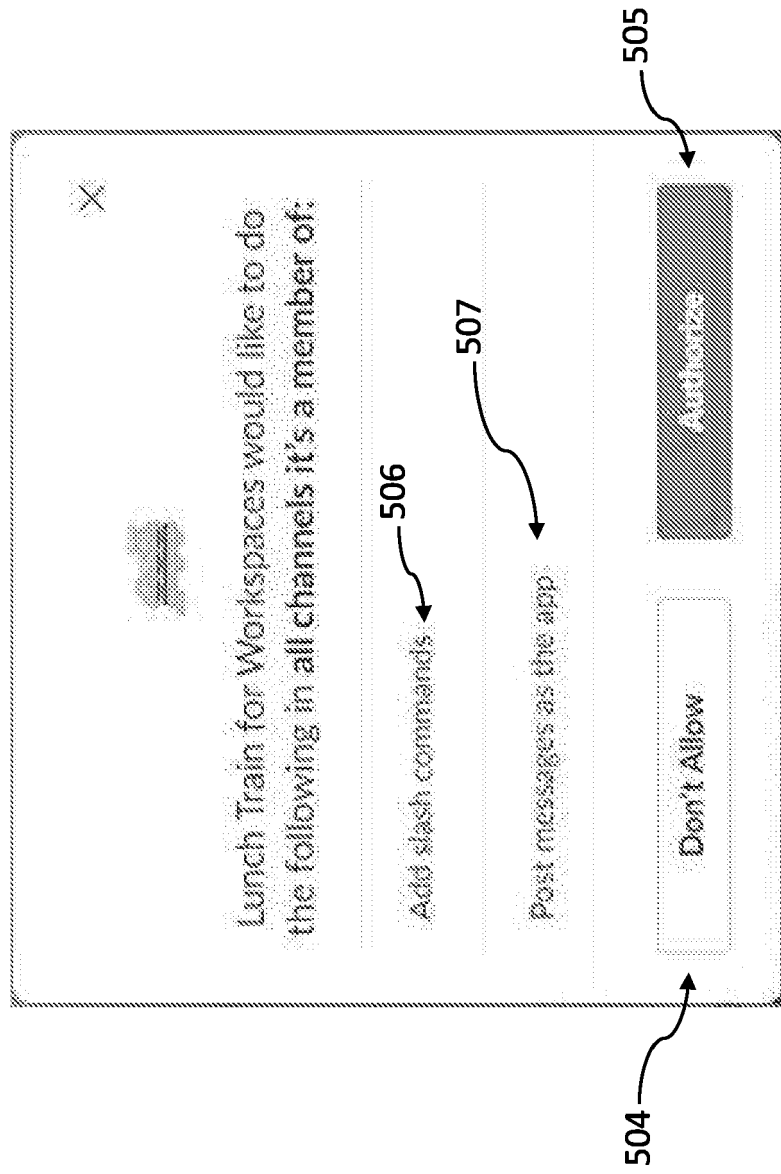 Lunch Train for Workspaces would like to do
the following in all channels it's a member of:
506
Add slash commands
507
Post messages as the app
Don't Allow
Authorize
504
505